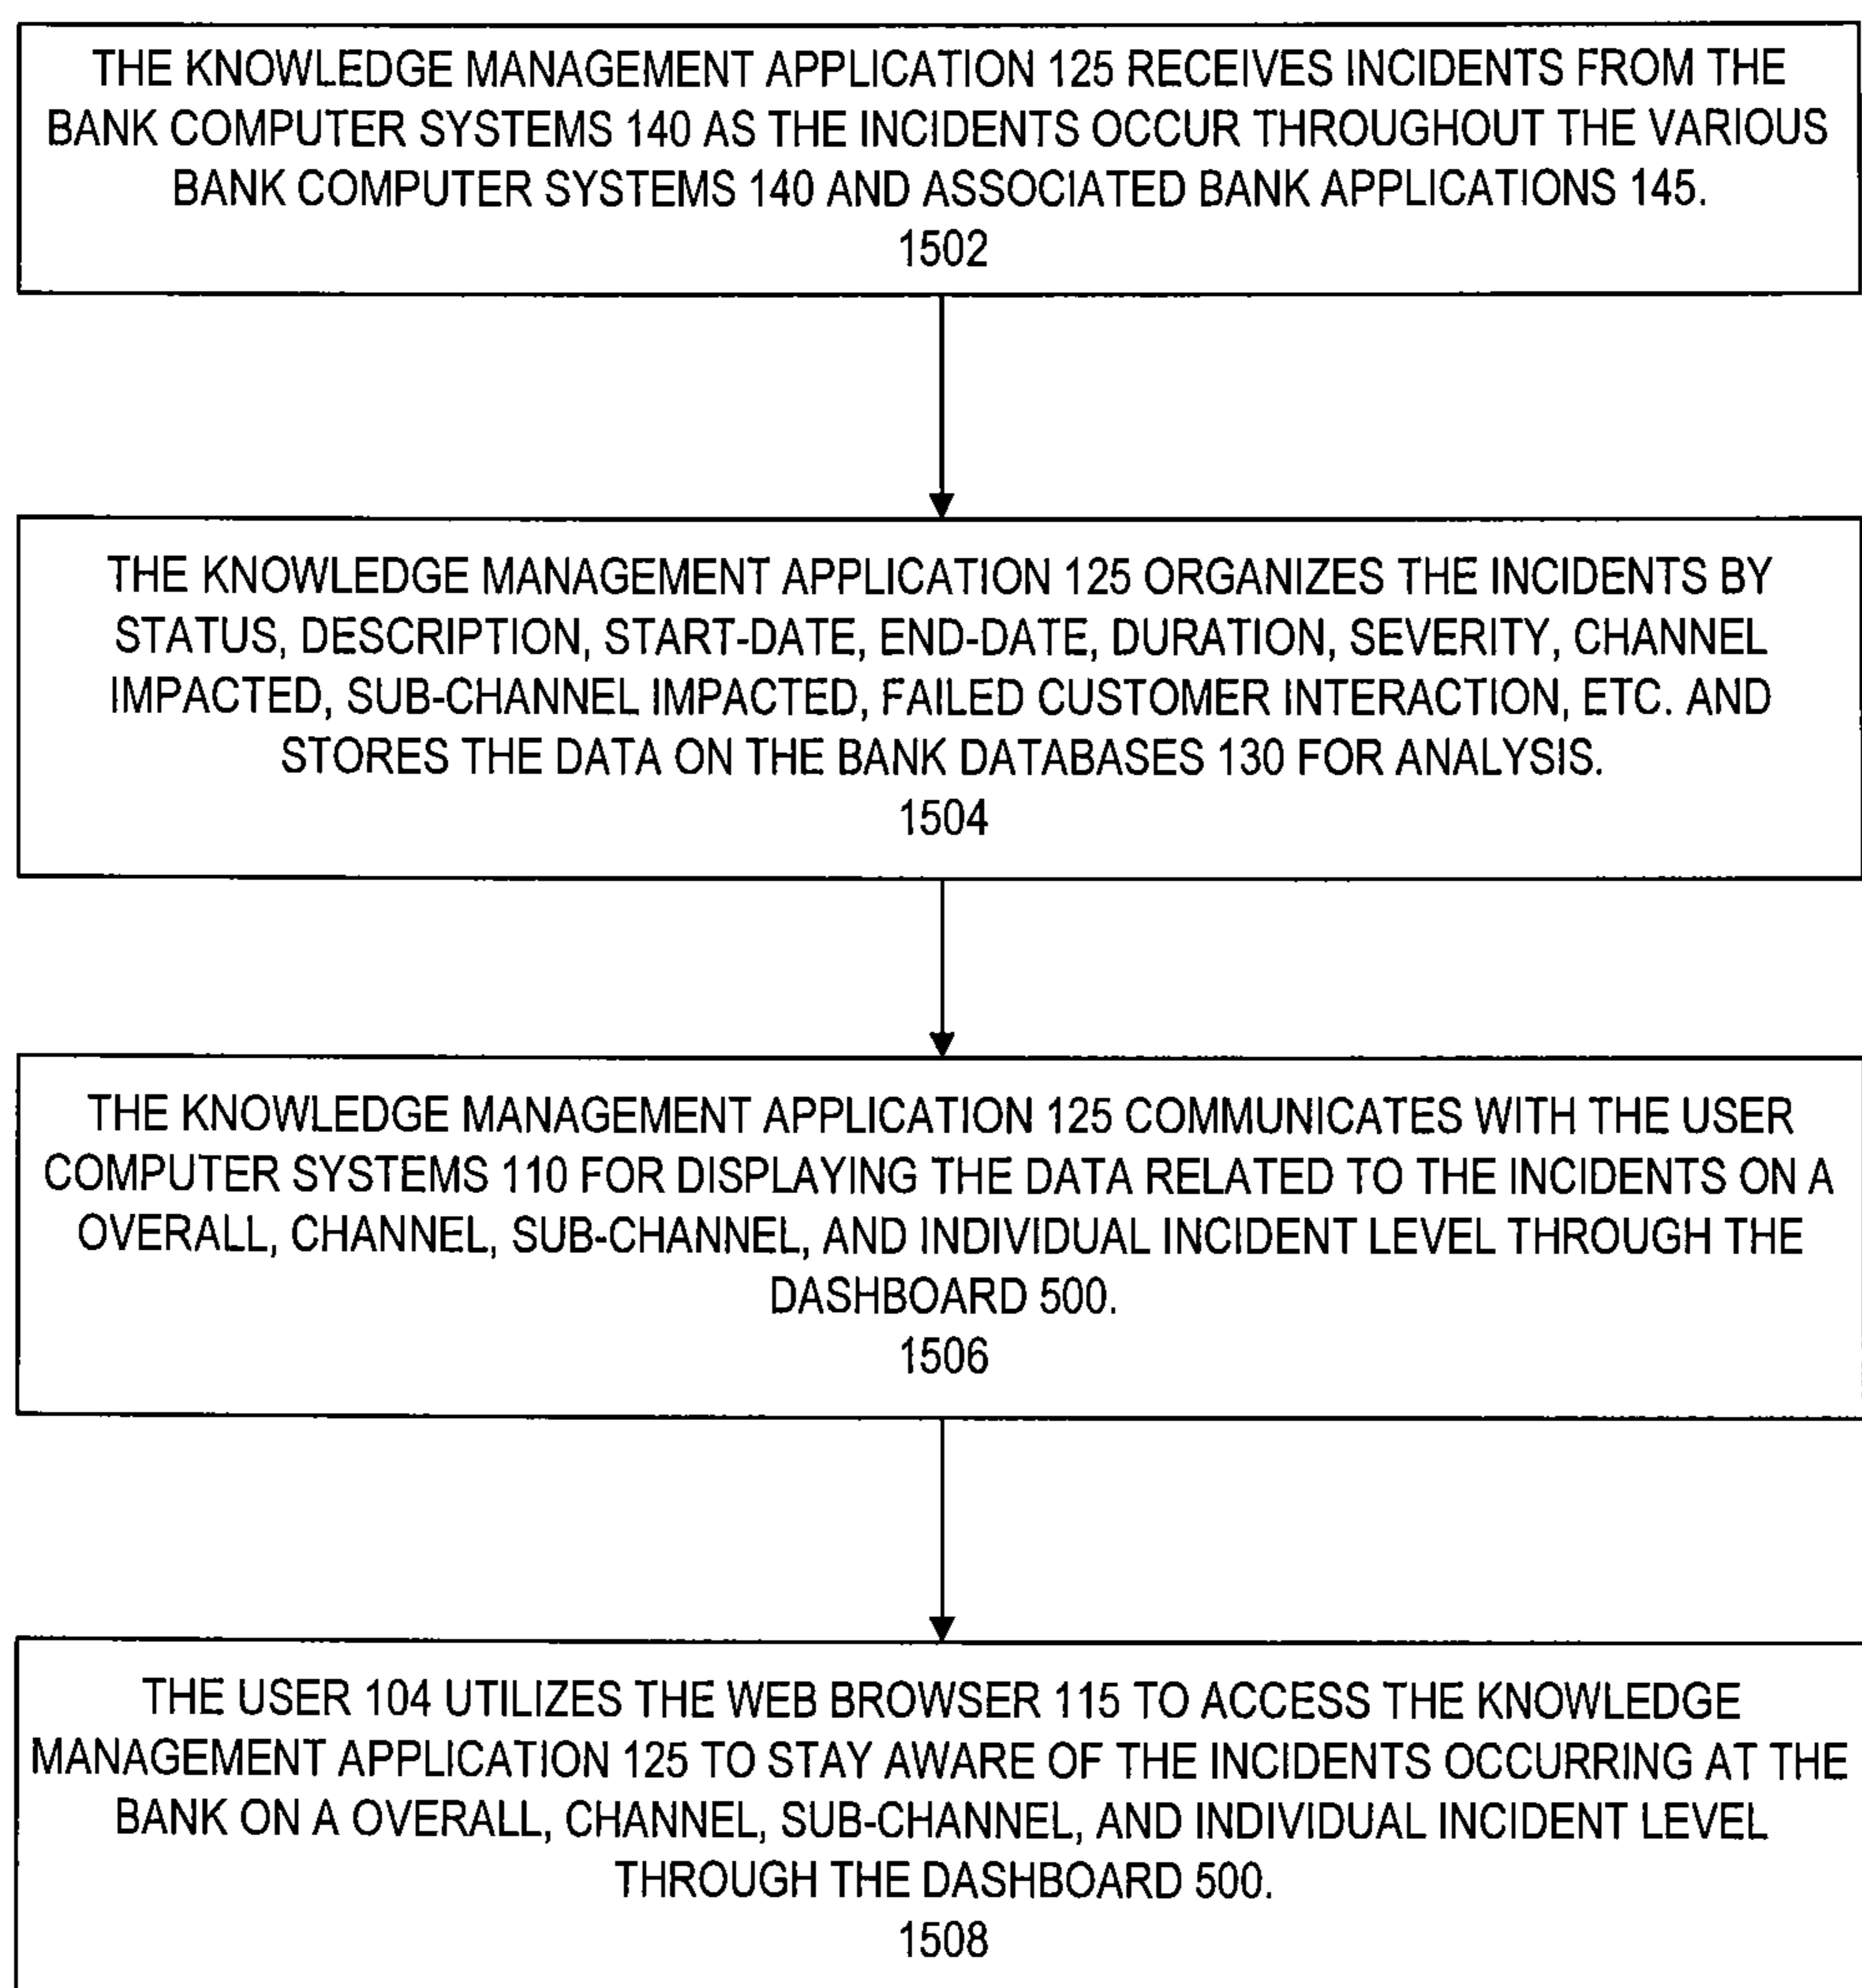 THE KNOWLEDGE MANAGEMENT APPLICATION 125 RECEIVES INCIDENTS FROM THE
BANK COMPUTER SYSTEMS 140 AS THE INCIDENTS OCCUR THROUGHOUT THE VARIOUS
BANK COMPUTER SYSTEMS 140 AND ASSOCIATED BANK APPLICATIONS 145.
1502
THE KNOWLEDGE MANAGEMENT APPLICATION 125 ORGANIZES THE INCIDENTS BY
STATUS, DESCRIPTION, START-DATE, END-DATE, DURATION, SEVERITY, CHANNEL
IMPACTED, SUB-CHANNEL IMPACTED, FAILED CUSTOMER INTERACTION, ETC. AND
STORES THE DATA ON THE BANK DATABASES 130 FOR ANALYSIS.
1504
THE KNOWLEDGE MANAGEMENT APPLICATION 125 COMMUNICATES WITH THE USER
COMPUTER SYSTEMS 110 FOR DISPLAYING THE DATA RELATED TO THE INCIDENTS ON A
OVERALL, CHANNEL, SUB-CHANNEL, AND INDIVIDUAL INCIDENT LEVEL THROUGH THE
DASHBOARD 500.
1506
THE USER 104 UTILIZES THE WEB BROWSER 115 TO ACCESS THE KNOWLEDGE
MANAGEMENT APPLICATION 125 TO STAY AWARE OF THE INCIDENTS OCCURRING AT THE
BANK ON A OVERALL, CHANNEL, SUB-CHANNEL, AND INDIVIDUAL INCIDENT LEVEL
THROUGH THE DASHBOARD 500.
1508